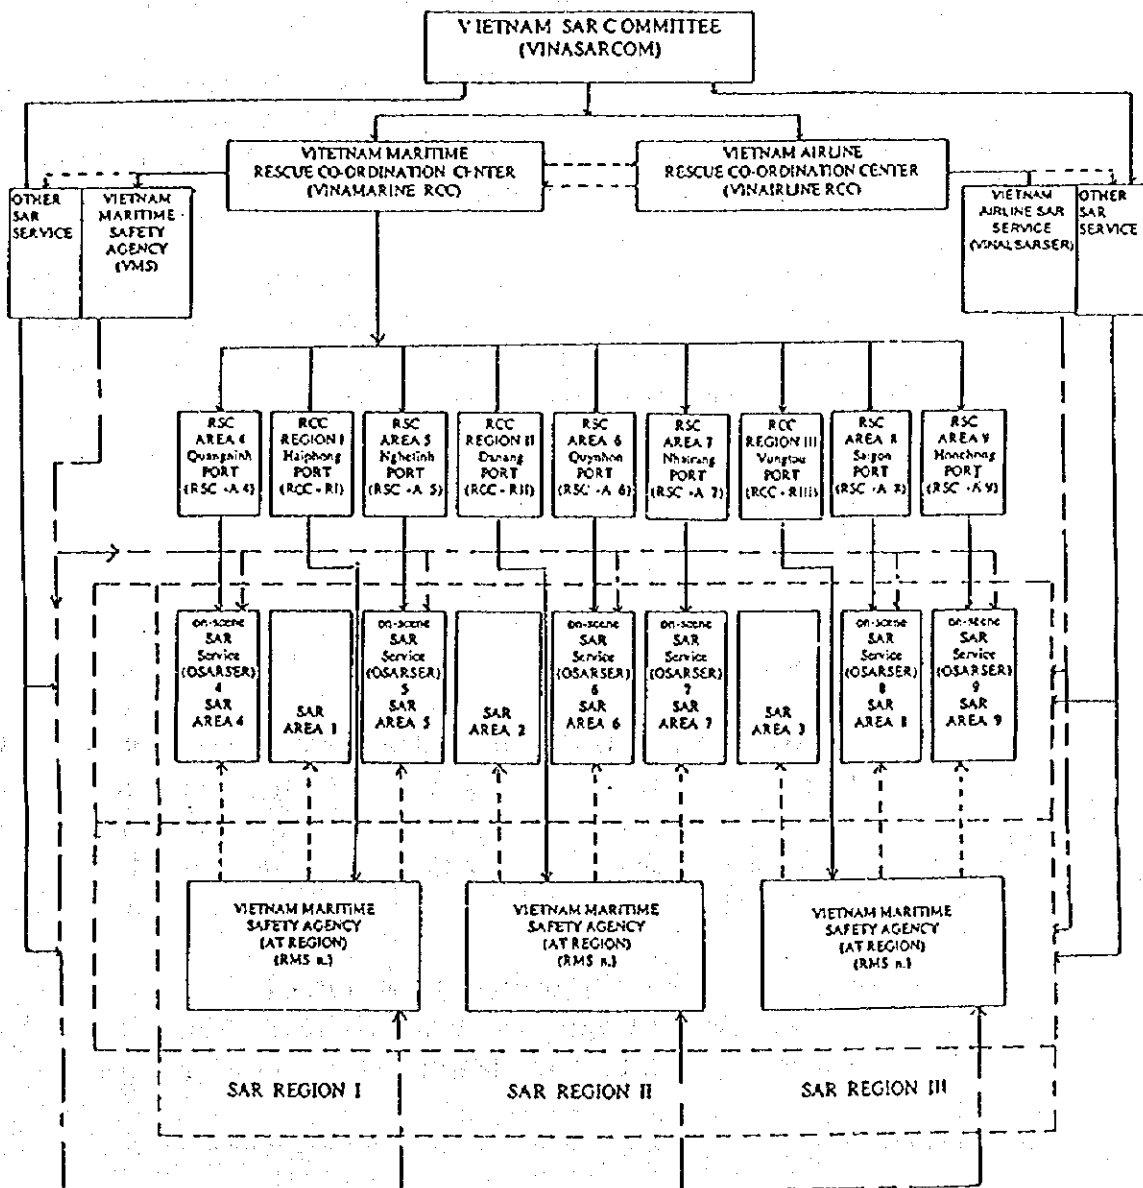 VIETNAM SAR COMMITTEE
(VINASARCOM)
VITETNAM MARITIME
RESCUE CO-ORDINATION CENTER
(VINAMARINE RCC)
VIETNAM AIRLINE
RESCUE CO-ORDINATION CENTER
(VINAIRLINE RCC)
OTHER
SAR
SERVICE
VIETNAM
MARITIME
SAFETY
AGENCY
(VMS)
VIETNAM
AIRLINE SAR
SERVICE
(VINALSARSER)
OTHER
SAR
SERVICE
RSC
AREA 4
Quangninh
PORT
(RSC -A 4)
RCC
REGION I
Haiphong
PORT
(RCC - RI)
RSC
AREA 5
Nghetinh
PORT
(RSC -A 5)
RCC
REGION II
Danang
PORT
(RCC - RII)
RSC
AREA 6
Quynhon
PORT
(RSC -A 6)
RSC
AREA 7
Nhatrang
PORT
(RSC -A 7)
RCC
REGION III
Vungtau
PORT
(RCC - RIII)
RSC
AREA 8
Saigon
PORT
(RSC -A 8)
RSC
AREA 9
Honchong
PORT
(RSC -A 9)
on-scene
SAR
Service
(OSARSER)
4
SAR
AREA 4
SAR
AREA 1
on-scene
SAR
Service
(OSARSER)
5
SAR
AREA 5
SAR
AREA 2
on-scene
SAR
Service
(OSARSER)
6
SAR
AREA 6
on-scene
SAR
Service
(OSARSER)
7
SAR
AREA 7
SAR
AREA 3
on-scene
SAR
Service
(OSARSER)
8
SAR
AREA 8
on-scene
SAR
Service
(OSARSER)
9
SAR
AREA 9
VIETNAM MARITIME
SAFETY AGENCY
(AT REGION)
(RMS n.)
VIETNAM MARITIME
SAFETY AGENCY
(AT REGION)
(RMS n.)
VIETNAM MARITIME
SAFETY AGENCY
(AT REGION)
(RMS n.)
SAR REGION I
SAR REGION II
SAR REGION III